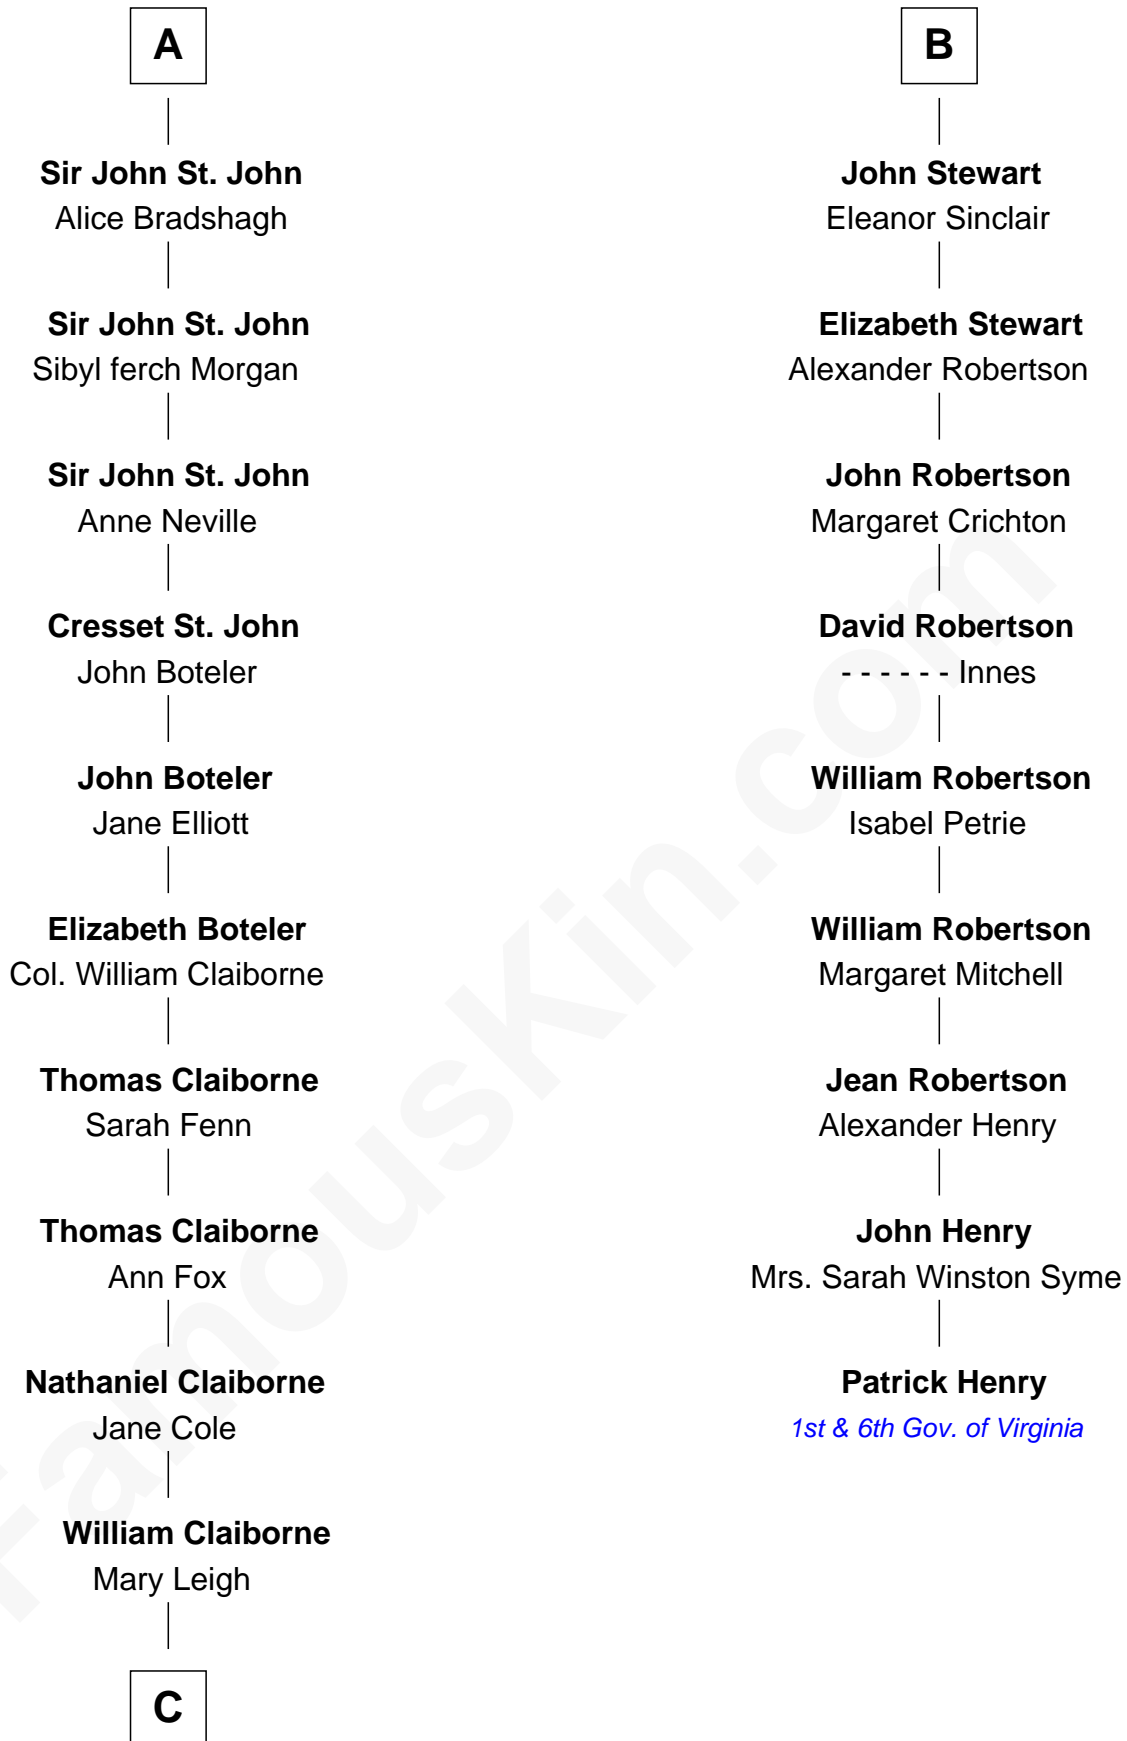 A
Sir John St. John
Alice Bradshagh
Sir John St. John
Sibyl ferch Morgan
Sir John St. John
Anne Neville
Cresset St. John
John Boteler
John Boteler
Jane Elliott
Elizabeth Boteler
Col. William Claiborne
Thomas Claiborne
Sarah Fenn
Thomas Claiborne
Ann Fox
Nathaniel Claiborne
Jane Cole
William Claiborne
Mary Leigh
C
B
John Stewart
Eleanor Sinclair
Elizabeth Stewart
Alexander Robertson
John Robertson
Margaret Crichton
David Robertson
- - - - - - Innes
William Robertson
Isabel Petrie
William Robertson
Margaret Mitchell
Jean Robertson
Alexander Henry
John Henry
Mrs. Sarah Winston Syme
Patrick Henry
1st & 6th Gov. of Virginia
FamousKin.com